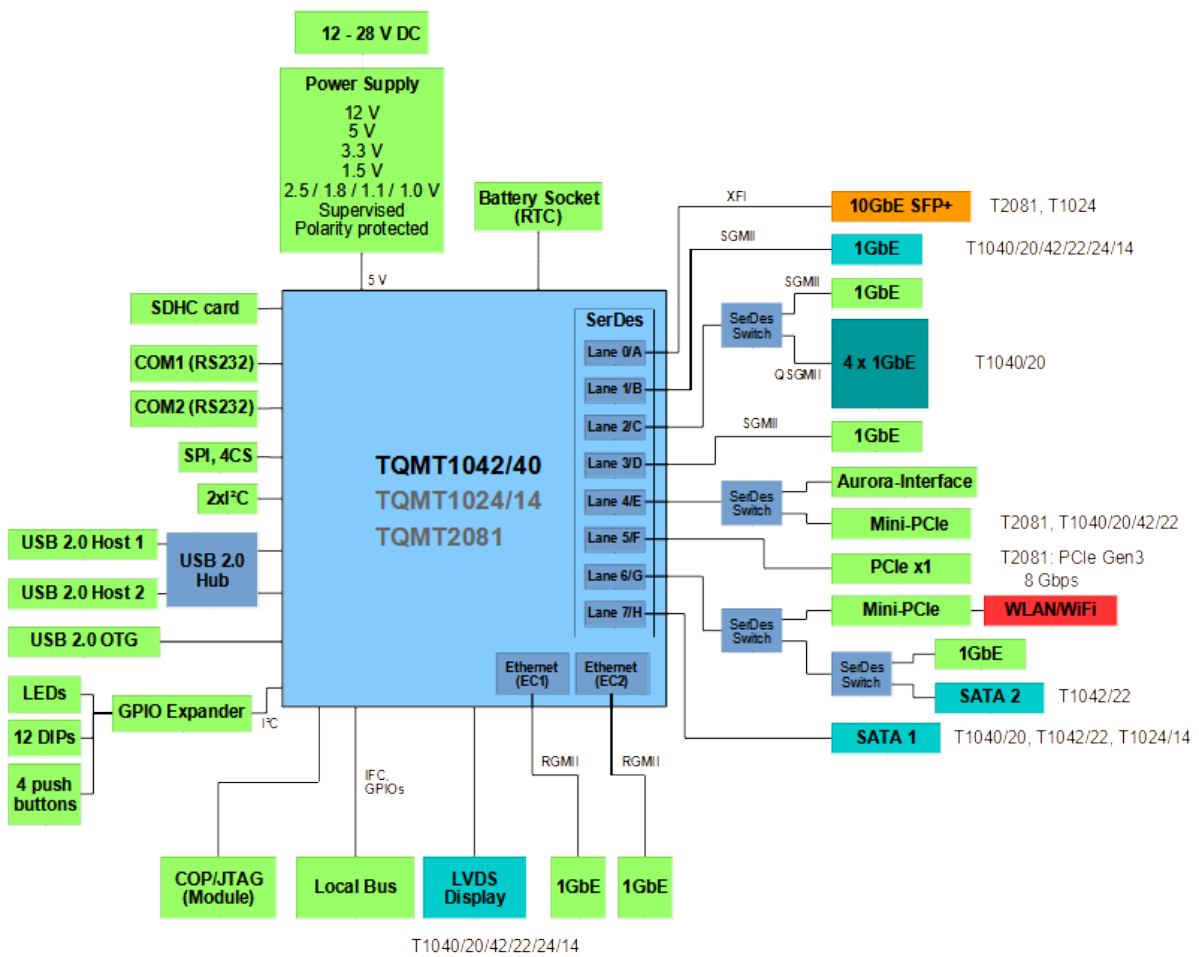 12 - 28 V DC
Power Supply
12 V
5 V
3.3 V
1.5 V
2.5 / 1.8 / 1.1 / 1.0 V
Supervised
Polarity protected
5 V
Battery Socket
(RTC)
SDHC card
COM1 (RS232)
COM2 (RS232)
SPI, 4CS
2xI²C
USB 2.0 Host 1
USB 2.0 Host 2
USB 2.0
Hub
USB 2.0 OTG
LEDs
12 DIPs
4 push
buttons
GPIO Expander
I²C
TQMT1042/40
TQMT1024/14
TQMT2081
SerDes
Lane 0/A
Lane 1/B
Lane 2/C
Lane 3/D
Lane 4/E
Lane 5/F
Lane 6/G
Lane 7/H
Ethernet
(EC1)
Ethernet
(EC2)
XFI
10GbE SFP+
T2081, T1024
SGMII
1GbE
T1040/20/42/22/24/14
SerDes
Switch
SGMII
1GbE
QSGMII
4 x 1GbE
T1040/20
SGMII
1GbE
SerDes
Switch
Aurora-Interface
Mini-PCIe
T2081, T1040/20/42/22
PCIe x1
T2081: PCIe Gen3
8 Gbps
SerDes
Switch
Mini-PCIe
WLAN/WiFi
SerDes
Switch
1GbE
SATA 2
T1042/22
SATA 1
T1040/20, T1042/22, T1024/14
IFC,
GPIOs
RGMII
RGMII
COP/JTAG
(Module)
Local Bus
LVDS
Display
1GbE
1GbE
T1040/20/42/22/24/14